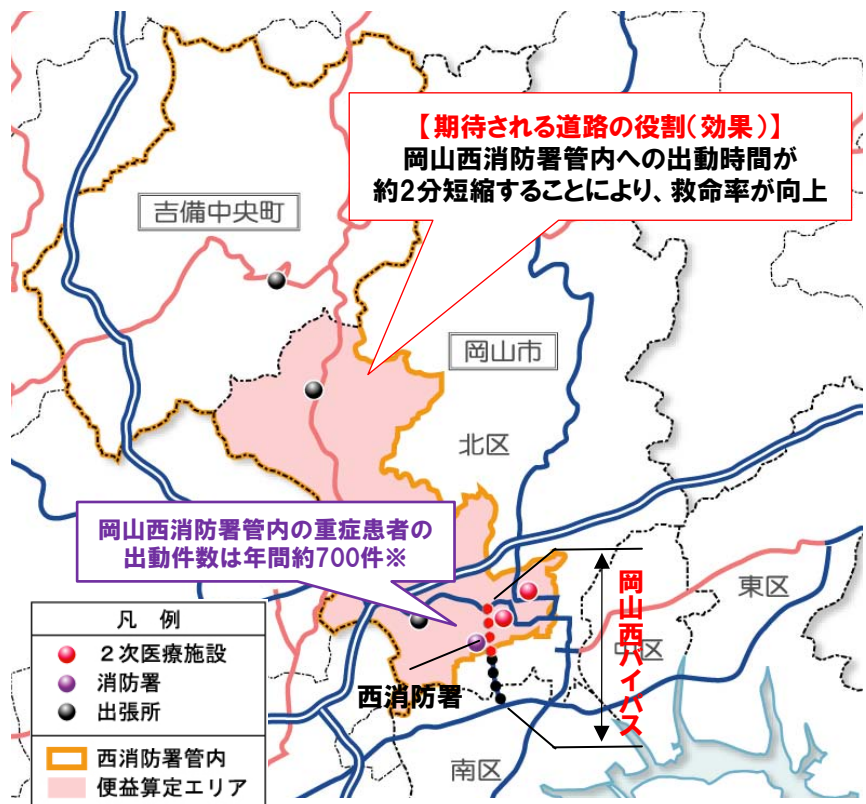 【期待される道路の役割(効果)】
岡山西消防署管内への出動時間が
約2分短縮することにより、救命率が向上
吉備中央町
岡山市
北区
岡山西消防署管内の重症患者の
出動件数は年間約700件※
東区
中区
岡山西バイパス
西消防署
南区
凡 例
２次医療施設
消防署
出張所
西消防署管内
便益算定エリア